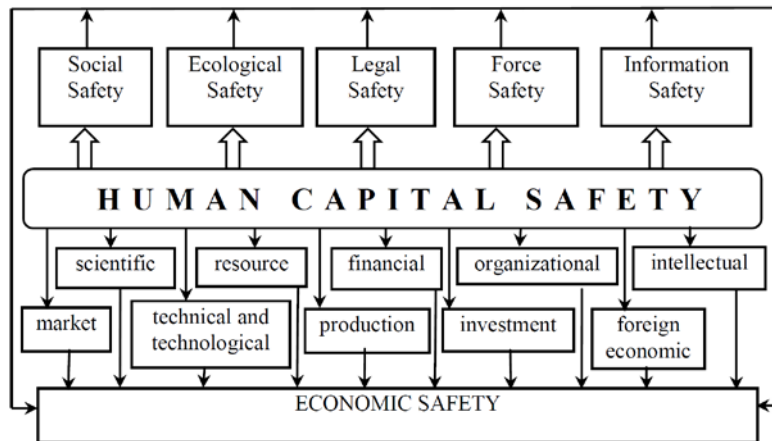 Social
Safety
Ecological
Safety
Legal
Safety
Force
Safety
Information
Safety
HUMAN CAPITAL SAFETY
scientific
resource
financial
organizational
intellectual
market
technical and
technological
production
investment
foreign
economic
ECONOMIC SAFETY